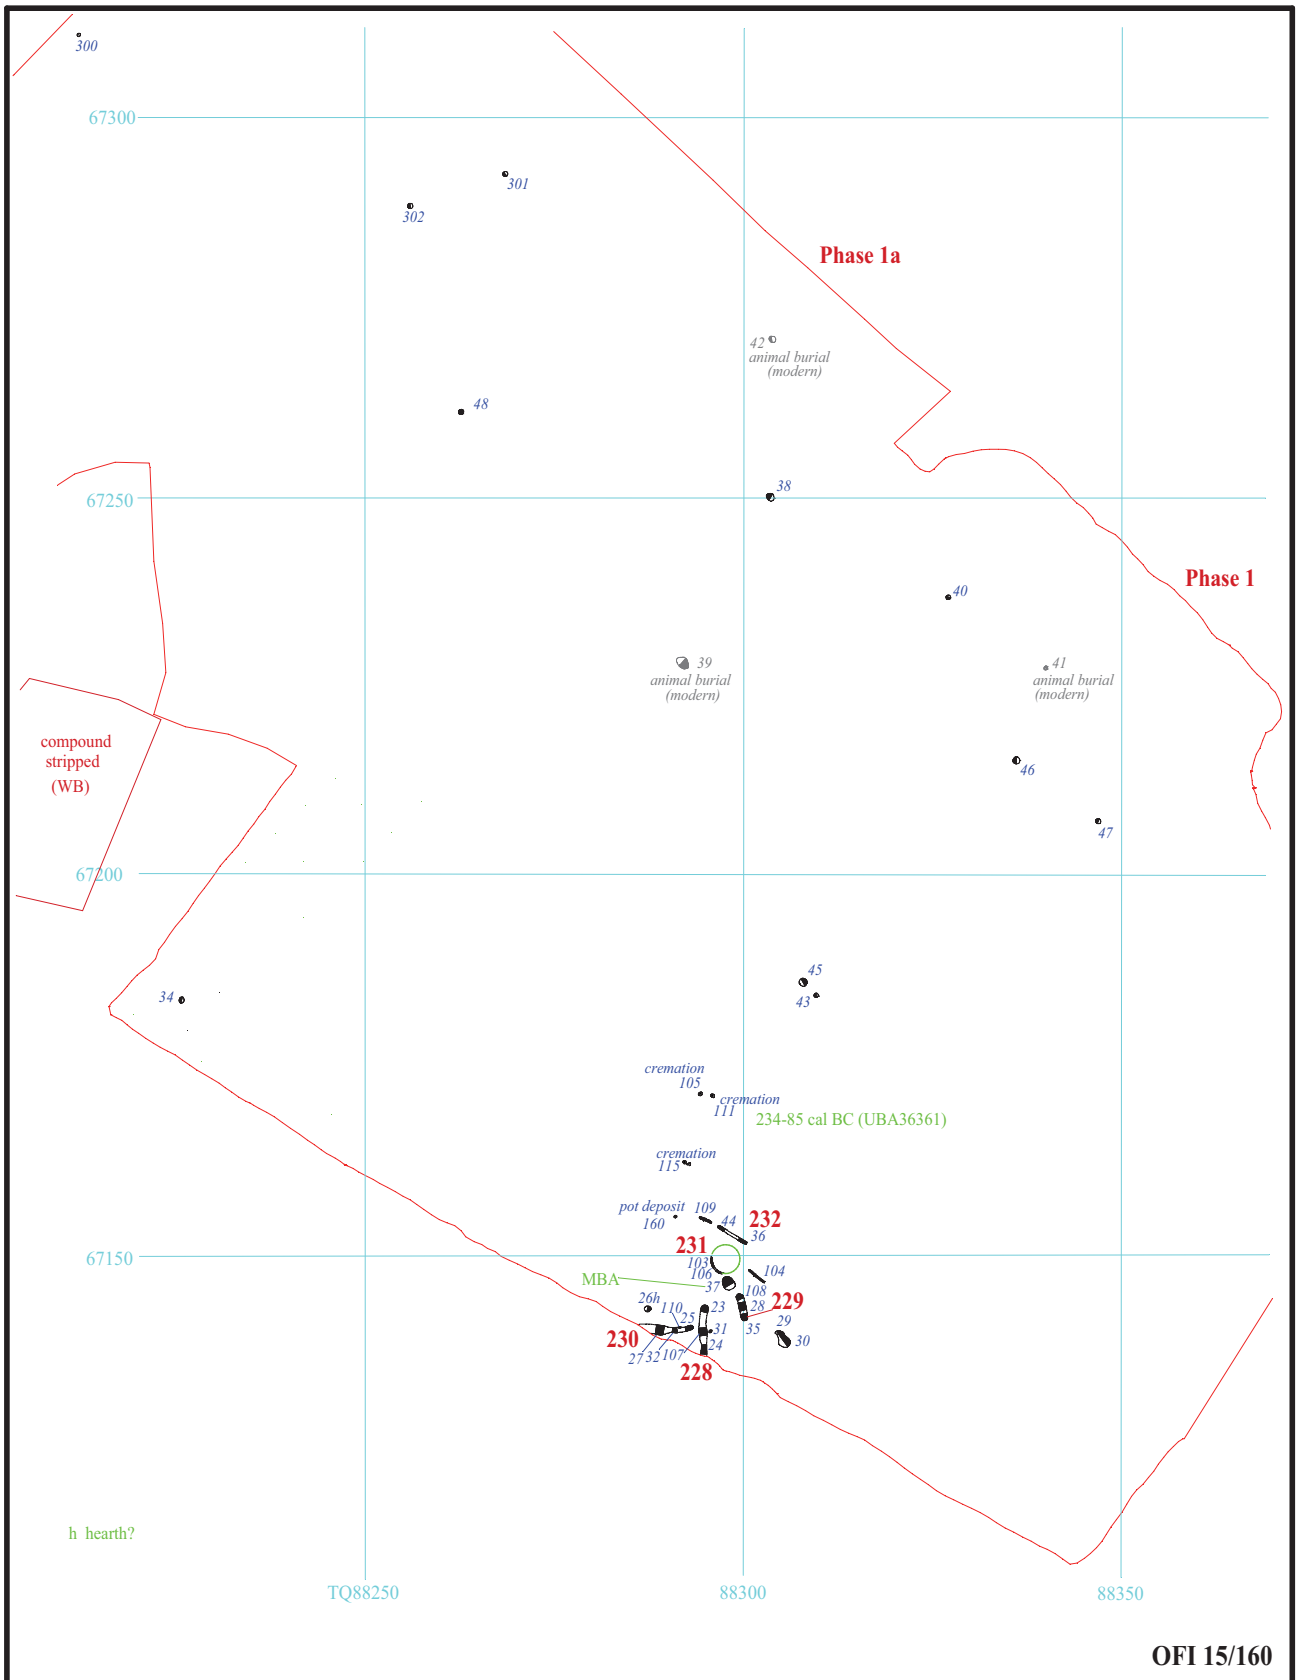 300
67300
301
302
Phase 1a
42
animal burial
(modern)
48
67250
38
Phase 1
40
39
animal burial
(modern)
41
animal burial
(modern)
compound
stripped
(WB)
46
47
67200
45
34
43
cremation
105
cremation
111
234-85 cal BC (UBA36361)
cremation
115
pot deposit
160
109
44
232
36
231
67150
103
106
104
MBA
37
108
26h
110
25
23
28
229
230
31
35
29
27
32
107
24
30
228
h hearth?
TQ88250
88300
88350
OFI 15/160